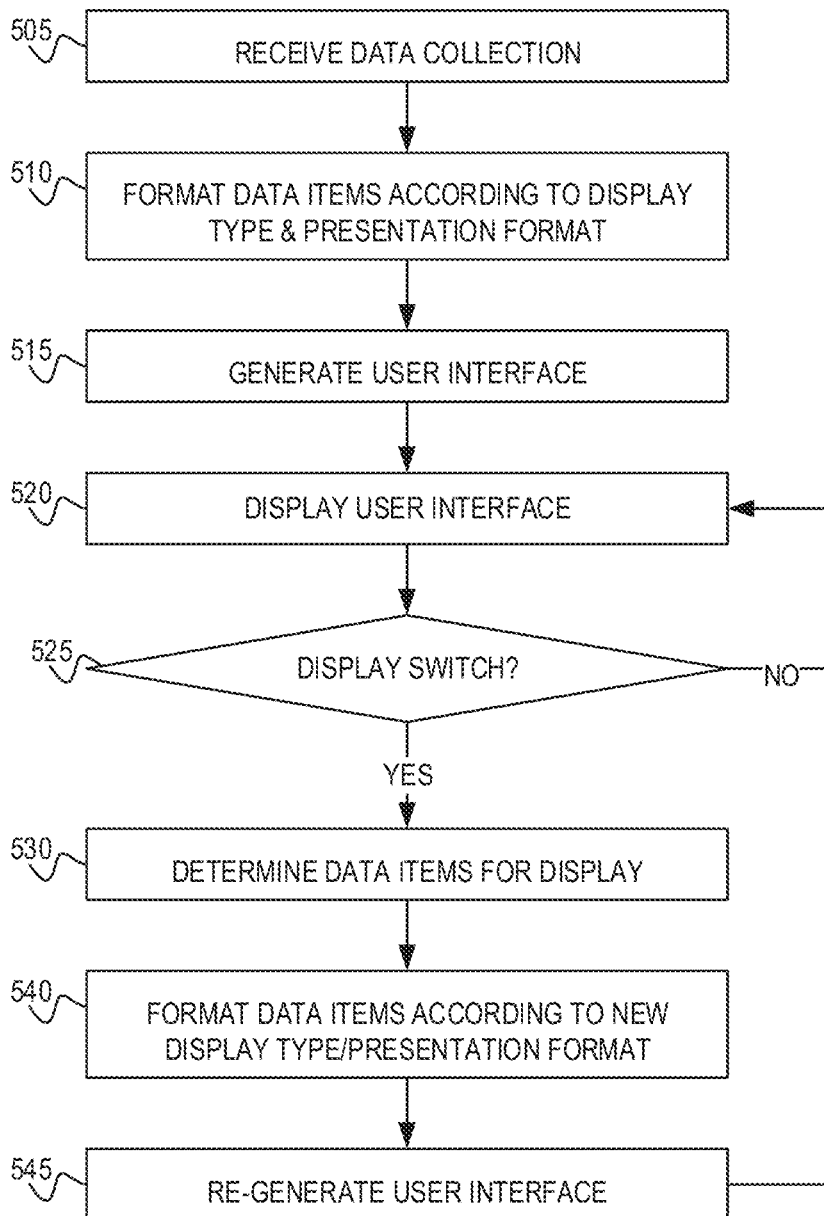 505
RECEIVE DATA COLLECTION
510
FORMAT DATA ITEMS ACCORDING TO DISPLAY
TYPE & PRESENTATION FORMAT
515
GENERATE USER INTERFACE
520
DISPLAY USER INTERFACE
525
DISPLAY SWITCH?
NO
YES
530
DETERMINE DATA ITEMS FOR DISPLAY
540
FORMAT DATA ITEMS ACCORDING TO NEW
DISPLAY TYPE/PRESENTATION FORMAT
545
RE-GENERATE USER INTERFACE